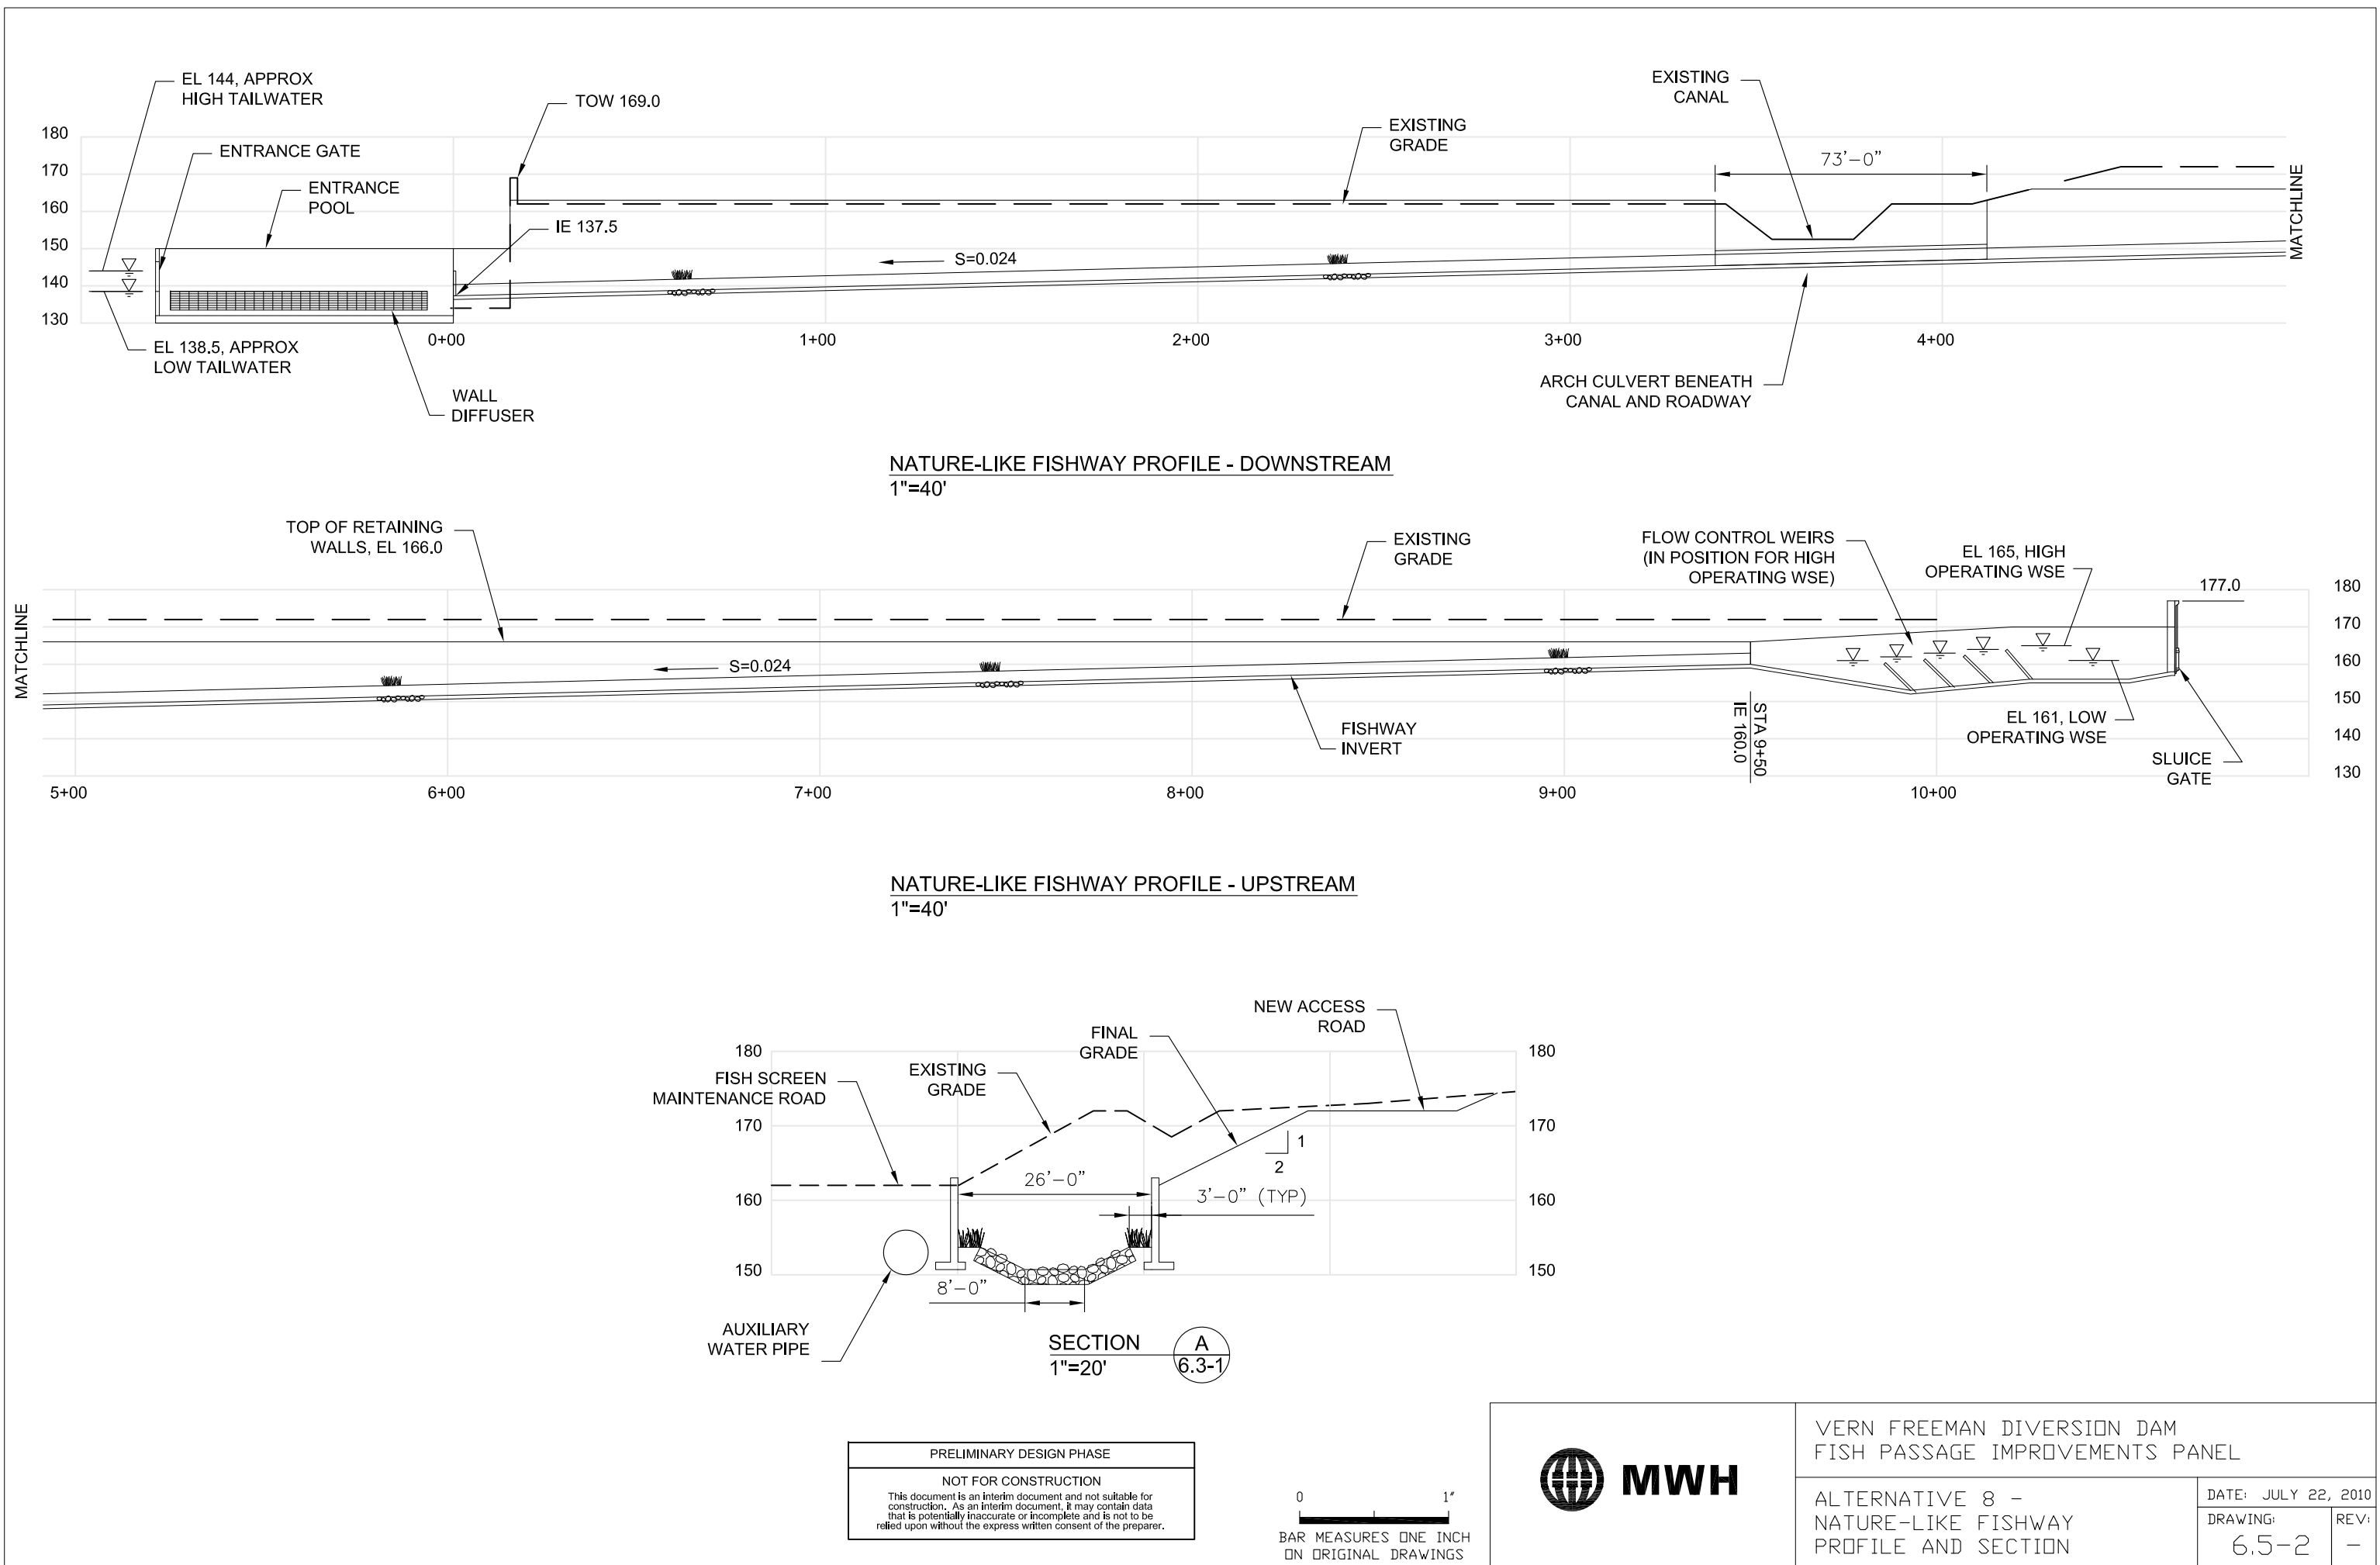 EL 144, APPROX
HIGH TAILWATER
TOW 169.0
EXISTING
CANAL
EXISTING
GRADE
ENTRANCE GATE
ENTRANCE
POOL
IE 137.5
73'-0"
S=0.024
180
170
160
150
140
130
MATCHLINE
0+00
1+00
2+00
3+00
4+00
EL 138.5, APPROX
LOW TAILWATER
WALL
DIFFUSER
ARCH CULVERT BENEATH
CANAL AND ROADWAY
NATURE-LIKE FISHWAY PROFILE - DOWNSTREAM
1"=40'
TOP OF RETAINING
WALLS, EL 166.0
EXISTING
GRADE
FLOW CONTROL WEIRS
(IN POSITION FOR HIGH
OPERATING WSE)
EL 165, HIGH
OPERATING WSE
177.0
180
170
160
150
140
130
MATCHLINE
S=0.024
FISHWAY
INVERT
STA 9+50
IE 160.0
EL 161, LOW
OPERATING WSE
SLUICE
GATE
5+00
6+00
7+00
8+00
9+00
10+00
NATURE-LIKE FISHWAY PROFILE - UPSTREAM
1"=40'
NEW ACCESS
ROAD
FINAL
GRADE
EXISTING
GRADE
FISH SCREEN
MAINTENANCE ROAD
180
170
160
150
180
170
160
150
1
2
26'-0"
3'-0" (TYP)
8'-0"
AUXILIARY
WATER PIPE
SECTION
1"=20'
A
6.3-1
PRELIMINARY DESIGN PHASE
NOT FOR CONSTRUCTION
This document is an interim document and not suitable for
construction. As an interim document, it may contain data
that is potentially inaccurate or incomplete and is not to be
relied upon without the express written consent of the preparer.
0 1"
BAR MEASURES ONE INCH
ON ORIGINAL DRAWINGS
MWH
VERN FREEMAN DIVERSION DAM
FISH PASSAGE IMPROVEMENTS PANEL
ALTERNATIVE 8 -
NATURE-LIKE FISHWAY
PROFILE AND SECTION
DATE: JULY 22, 2010
DRAWING:
6.5-2
REV:
-